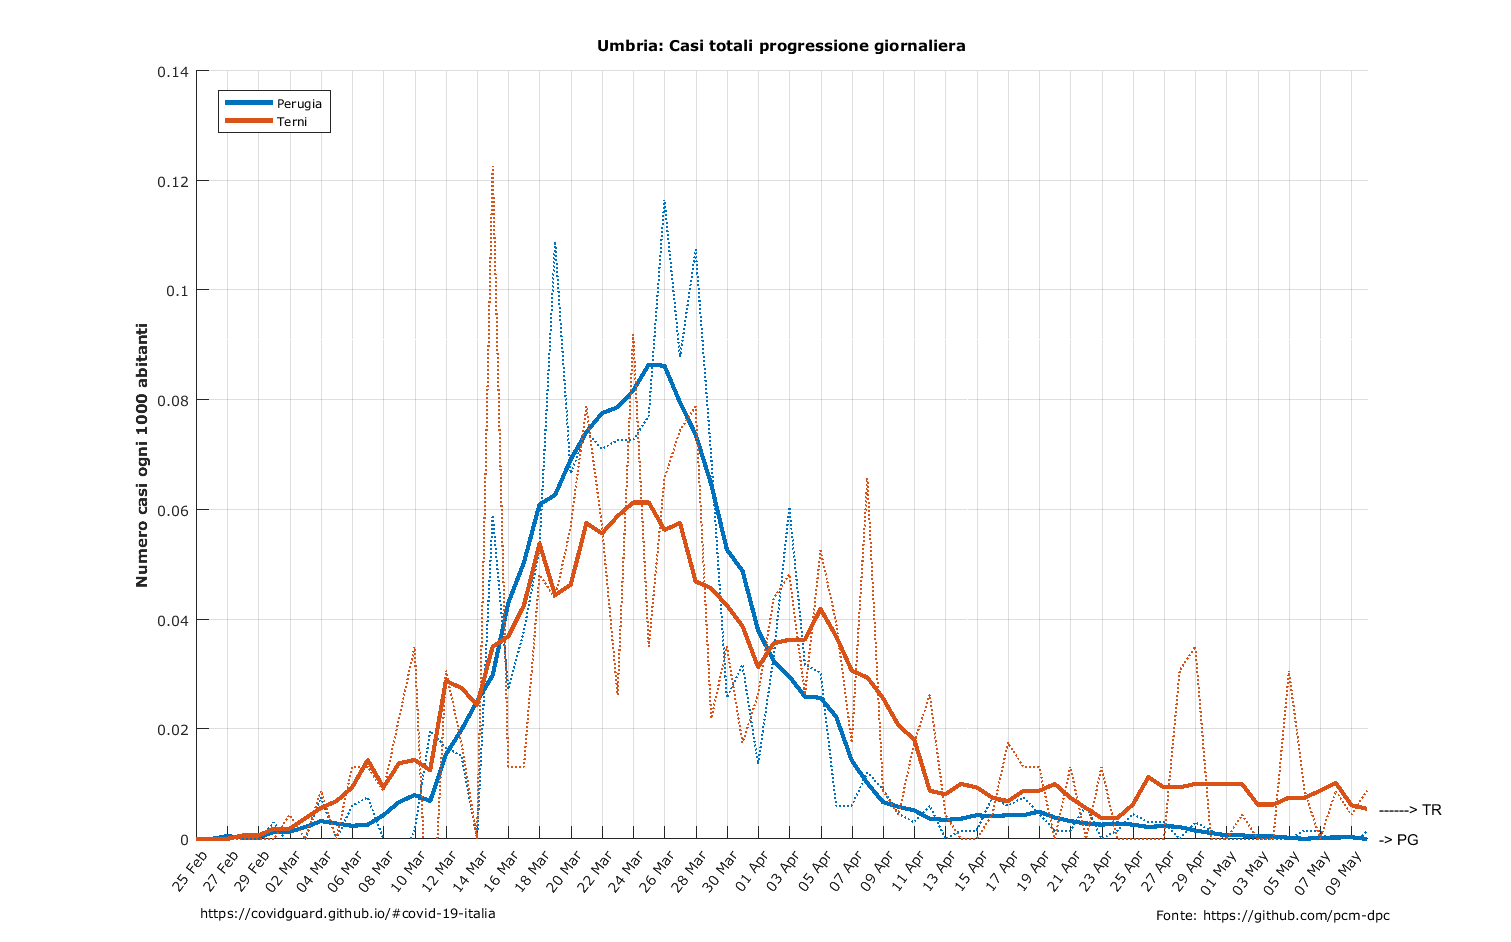 Umbria: Casi totali progressione giornaliera
Numero casi ogni 1000 abitanti
0.14
0.12
0.1
0.08
0.06
0.04
0.02
0
Perugia
Terni
------> TR
-> PG
25 Feb
27 Feb
29 Feb
02 Mar
04 Mar
06 Mar
08 Mar
10 Mar
12 Mar
14 Mar
16 Mar
18 Mar
20 Mar
22 Mar
24 Mar
26 Mar
28 Mar
30 Mar
01 Apr
03 Apr
05 Apr
07 Apr
09 Apr
11 Apr
13 Apr
15 Apr
17 Apr
19 Apr
21 Apr
23 Apr
25 Apr
27 Apr
29 Apr
01 May
03 May
05 May
07 May
09 May
https://covidguard.github.io/#covid-19-italia
Fonte: https://github.com/pcm-dpc